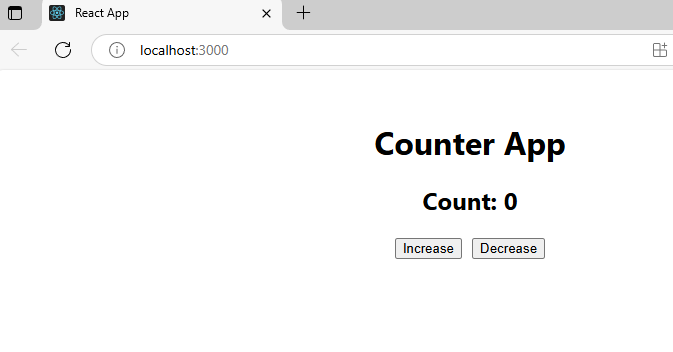 React App
localhost:3000
Counter App
Count: 0
Increase Decrease